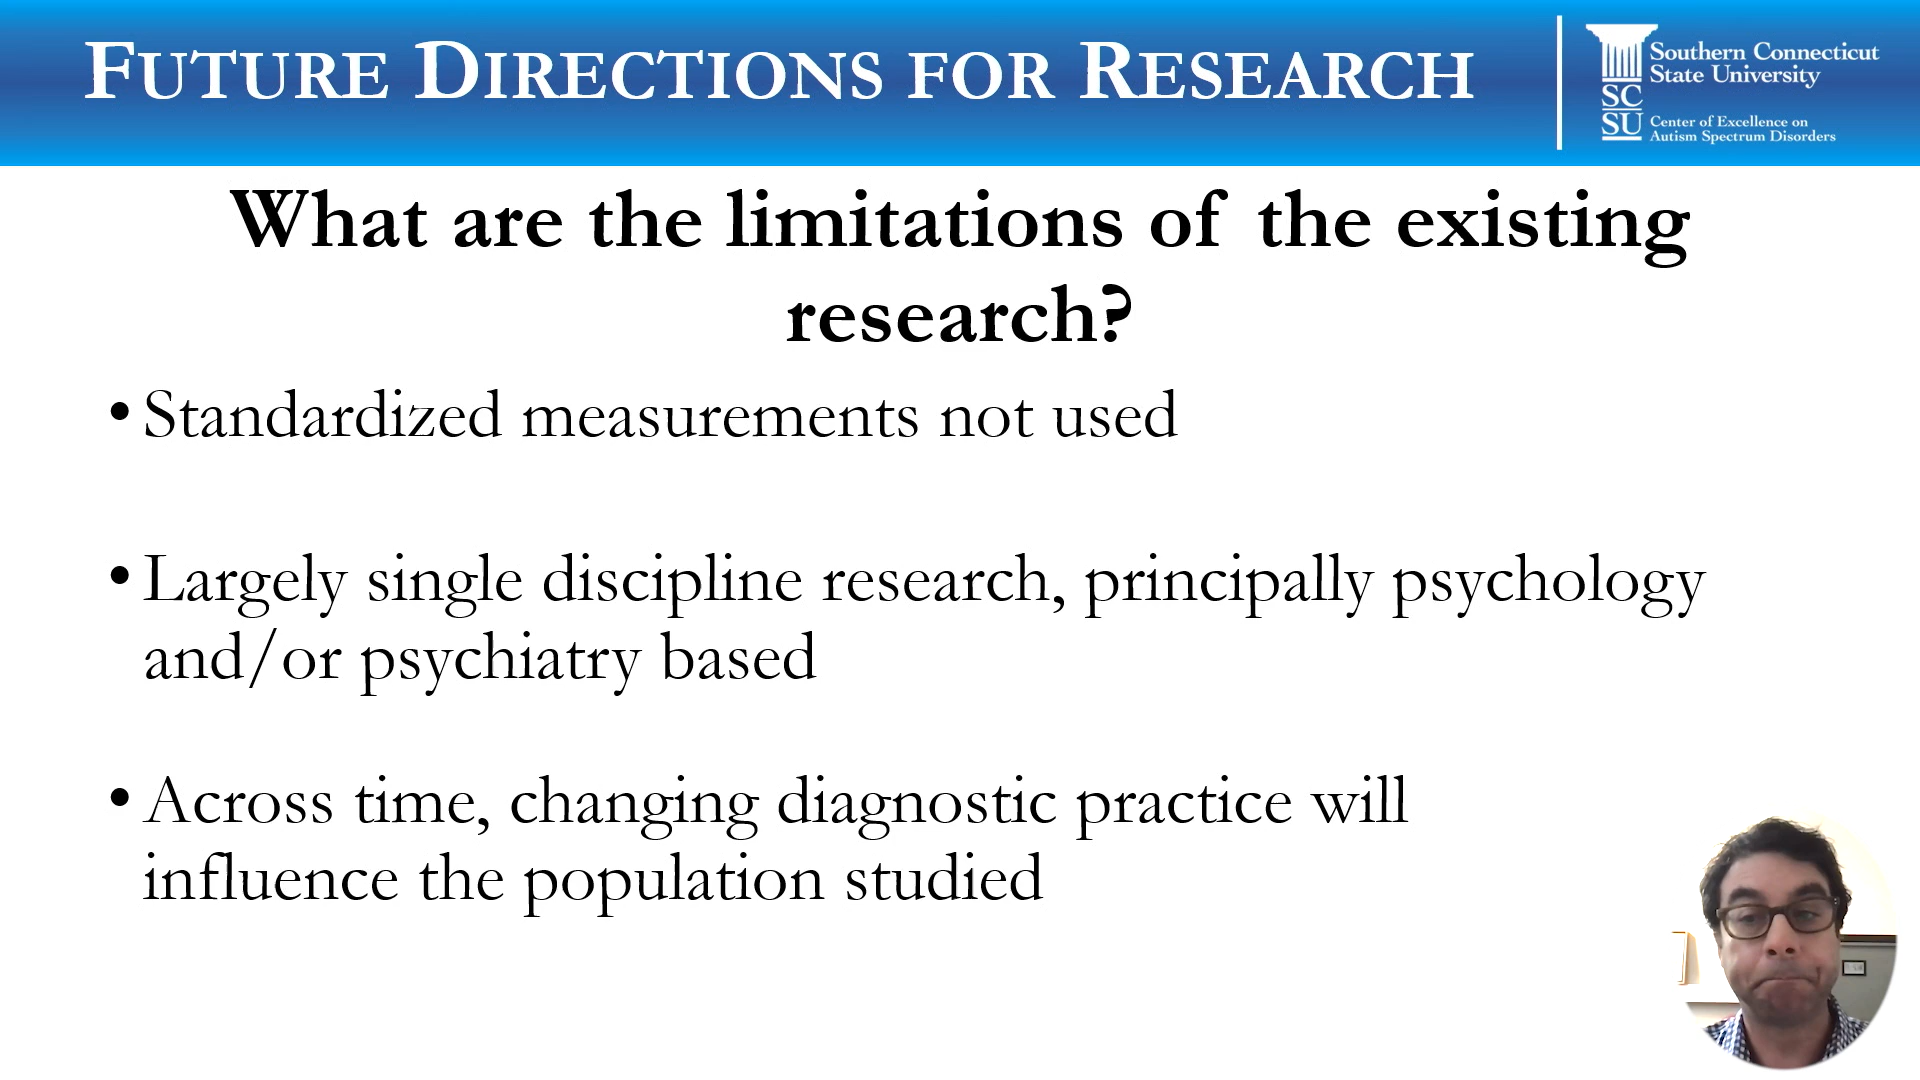 FUTURE DIRECTIONS FOR RESEARCH
Southern Connecticut
State University
SC
SU
Center of Excellence on
Autism Spectrum Disorders
What are the limitations of the existing
research?
• Standardized measurements not used
• Largely single discipline research, principally psychology
and/or psychiatry based
• Across time, changing diagnostic practice will
influence the population studied